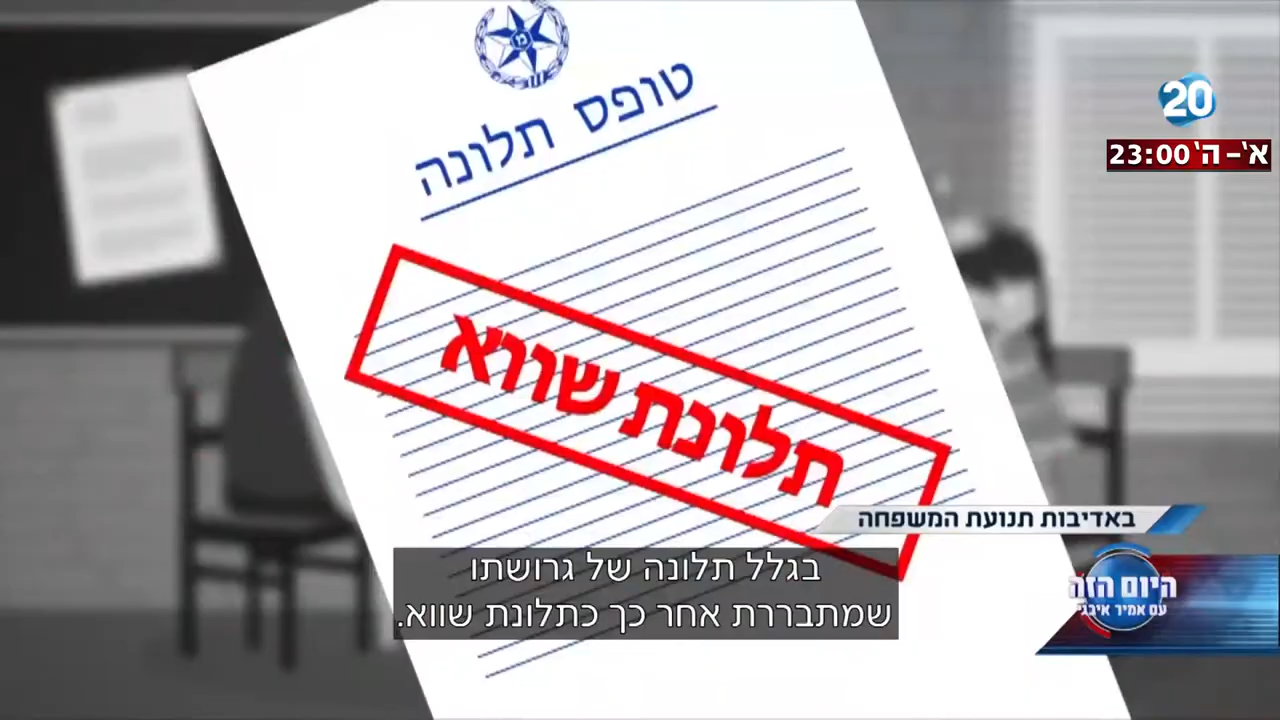 טופס תלונה
20
א'-ה' 23:00
תלונת שווא
באדיבות תנועת המשפחה
היום הזה
עם אמיר איבגי
בגלל תלונה של גרושתו
שמתבררת אחר כך כתלונת שווא.